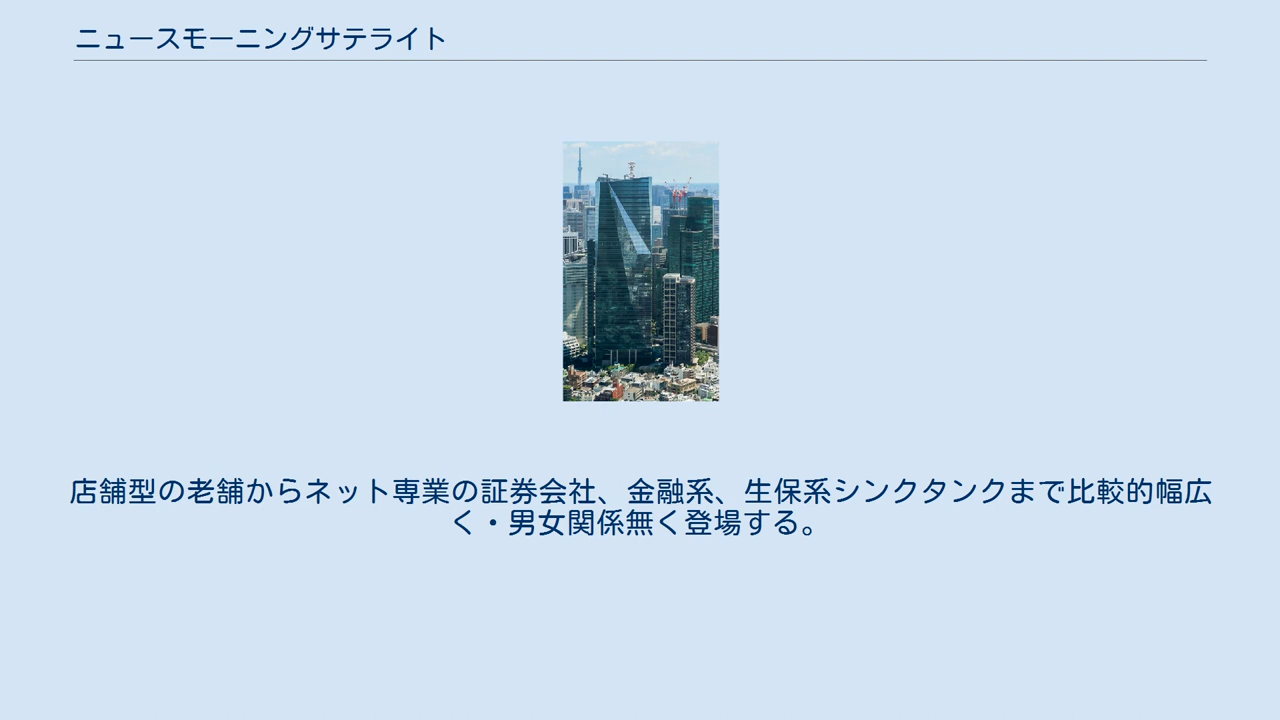 ニュースモーニングサテライト
店舗型の老舗からネット専業の証券会社、金融系、生保系シンクタンクまで比較的幅広
く・男女関係無く登場する。